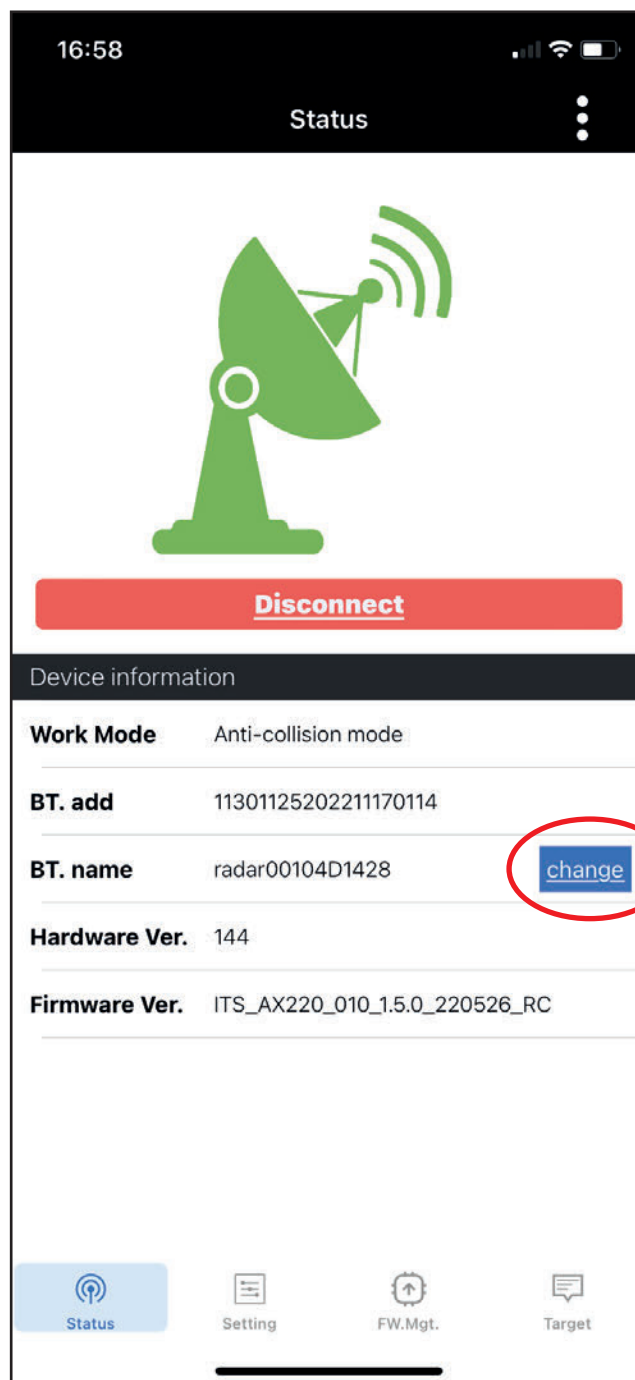 16:58
Status
Disconnect
Device information
Work Mode Anti-collision mode
BT. add 11301125202211170114
BT. name radar00104D1428 change
Hardware Ver. 144
Firmware Ver. ITS_AX220_010_1.5.0_220526_RC
Status Setting FW.Mgt. Target